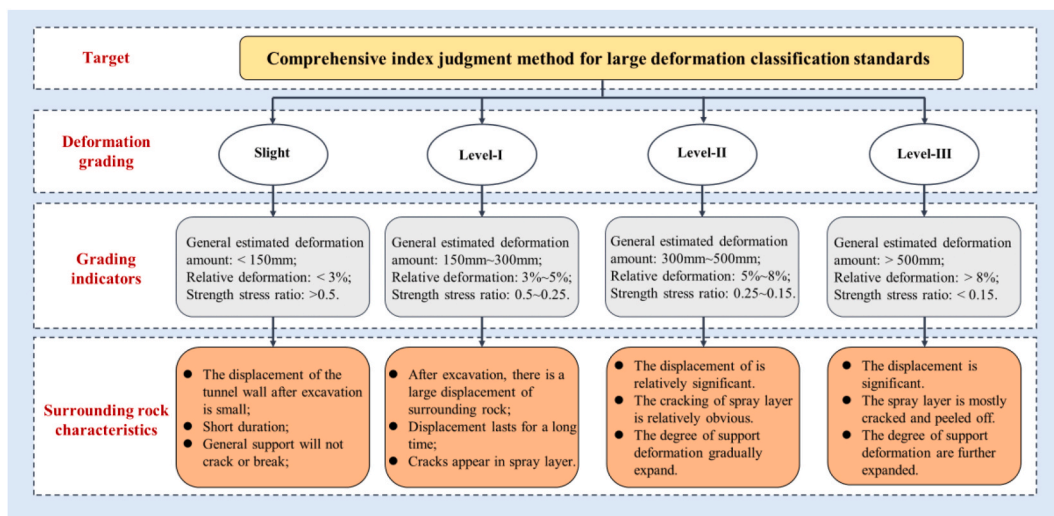 Target
Comprehensive index judgment method for large deformation classification standards
Deformation
grading
Slight
Level-I
Level-II
Level-III
Grading
indicators
General estimated deformation
amount: < 150mm;
Relative deformation: < 3%;
Strength stress ratio: >0.5.
General estimated deformation
amount: 150mm~300mm;
Relative deformation: 3%~5%;
Strength stress ratio: 0.5~0.25.
General estimated deformation
amount: 300mm~500mm;
Relative deformation: 5%~8%;
Strength stress ratio: 0.25~0.15.
General estimated deformation
amount: > 500mm;
Relative deformation: > 8%;
Strength stress ratio: < 0.15.
Surrounding rock
characteristics
● The displacement of the
tunnel wall after excavation
is small;
● Short duration;
● General support will not
crack or break;
● After excavation, there is a
large displacement of
surrounding rock;
● Displacement lasts for a long
time;
● Cracks appear in spray layer.
● The displacement of is
relatively significant.
● The cracking of spray layer
is relatively obvious.
● The degree of support
deformation gradually
expand.
● The displacement is
significant.
● The spray layer is mostly
cracked and peeled off.
● The degree of support
deformation are further
expanded.